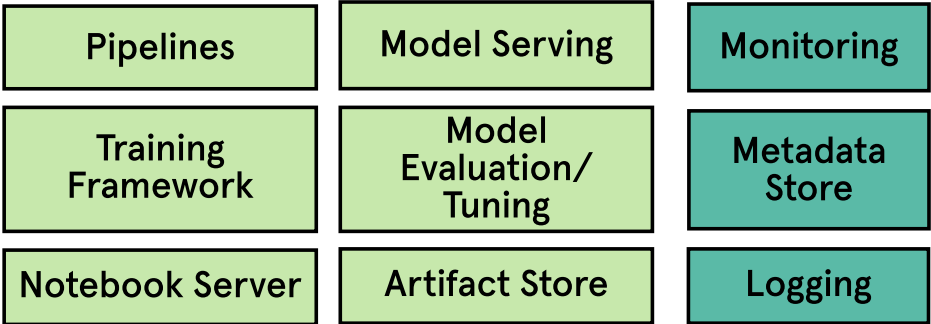 Pipelines
Model Serving
Monitoring
Training
Framework
Model
Evaluation/
Tuning
Metadata
Store
Notebook Server
Artifact Store
Logging